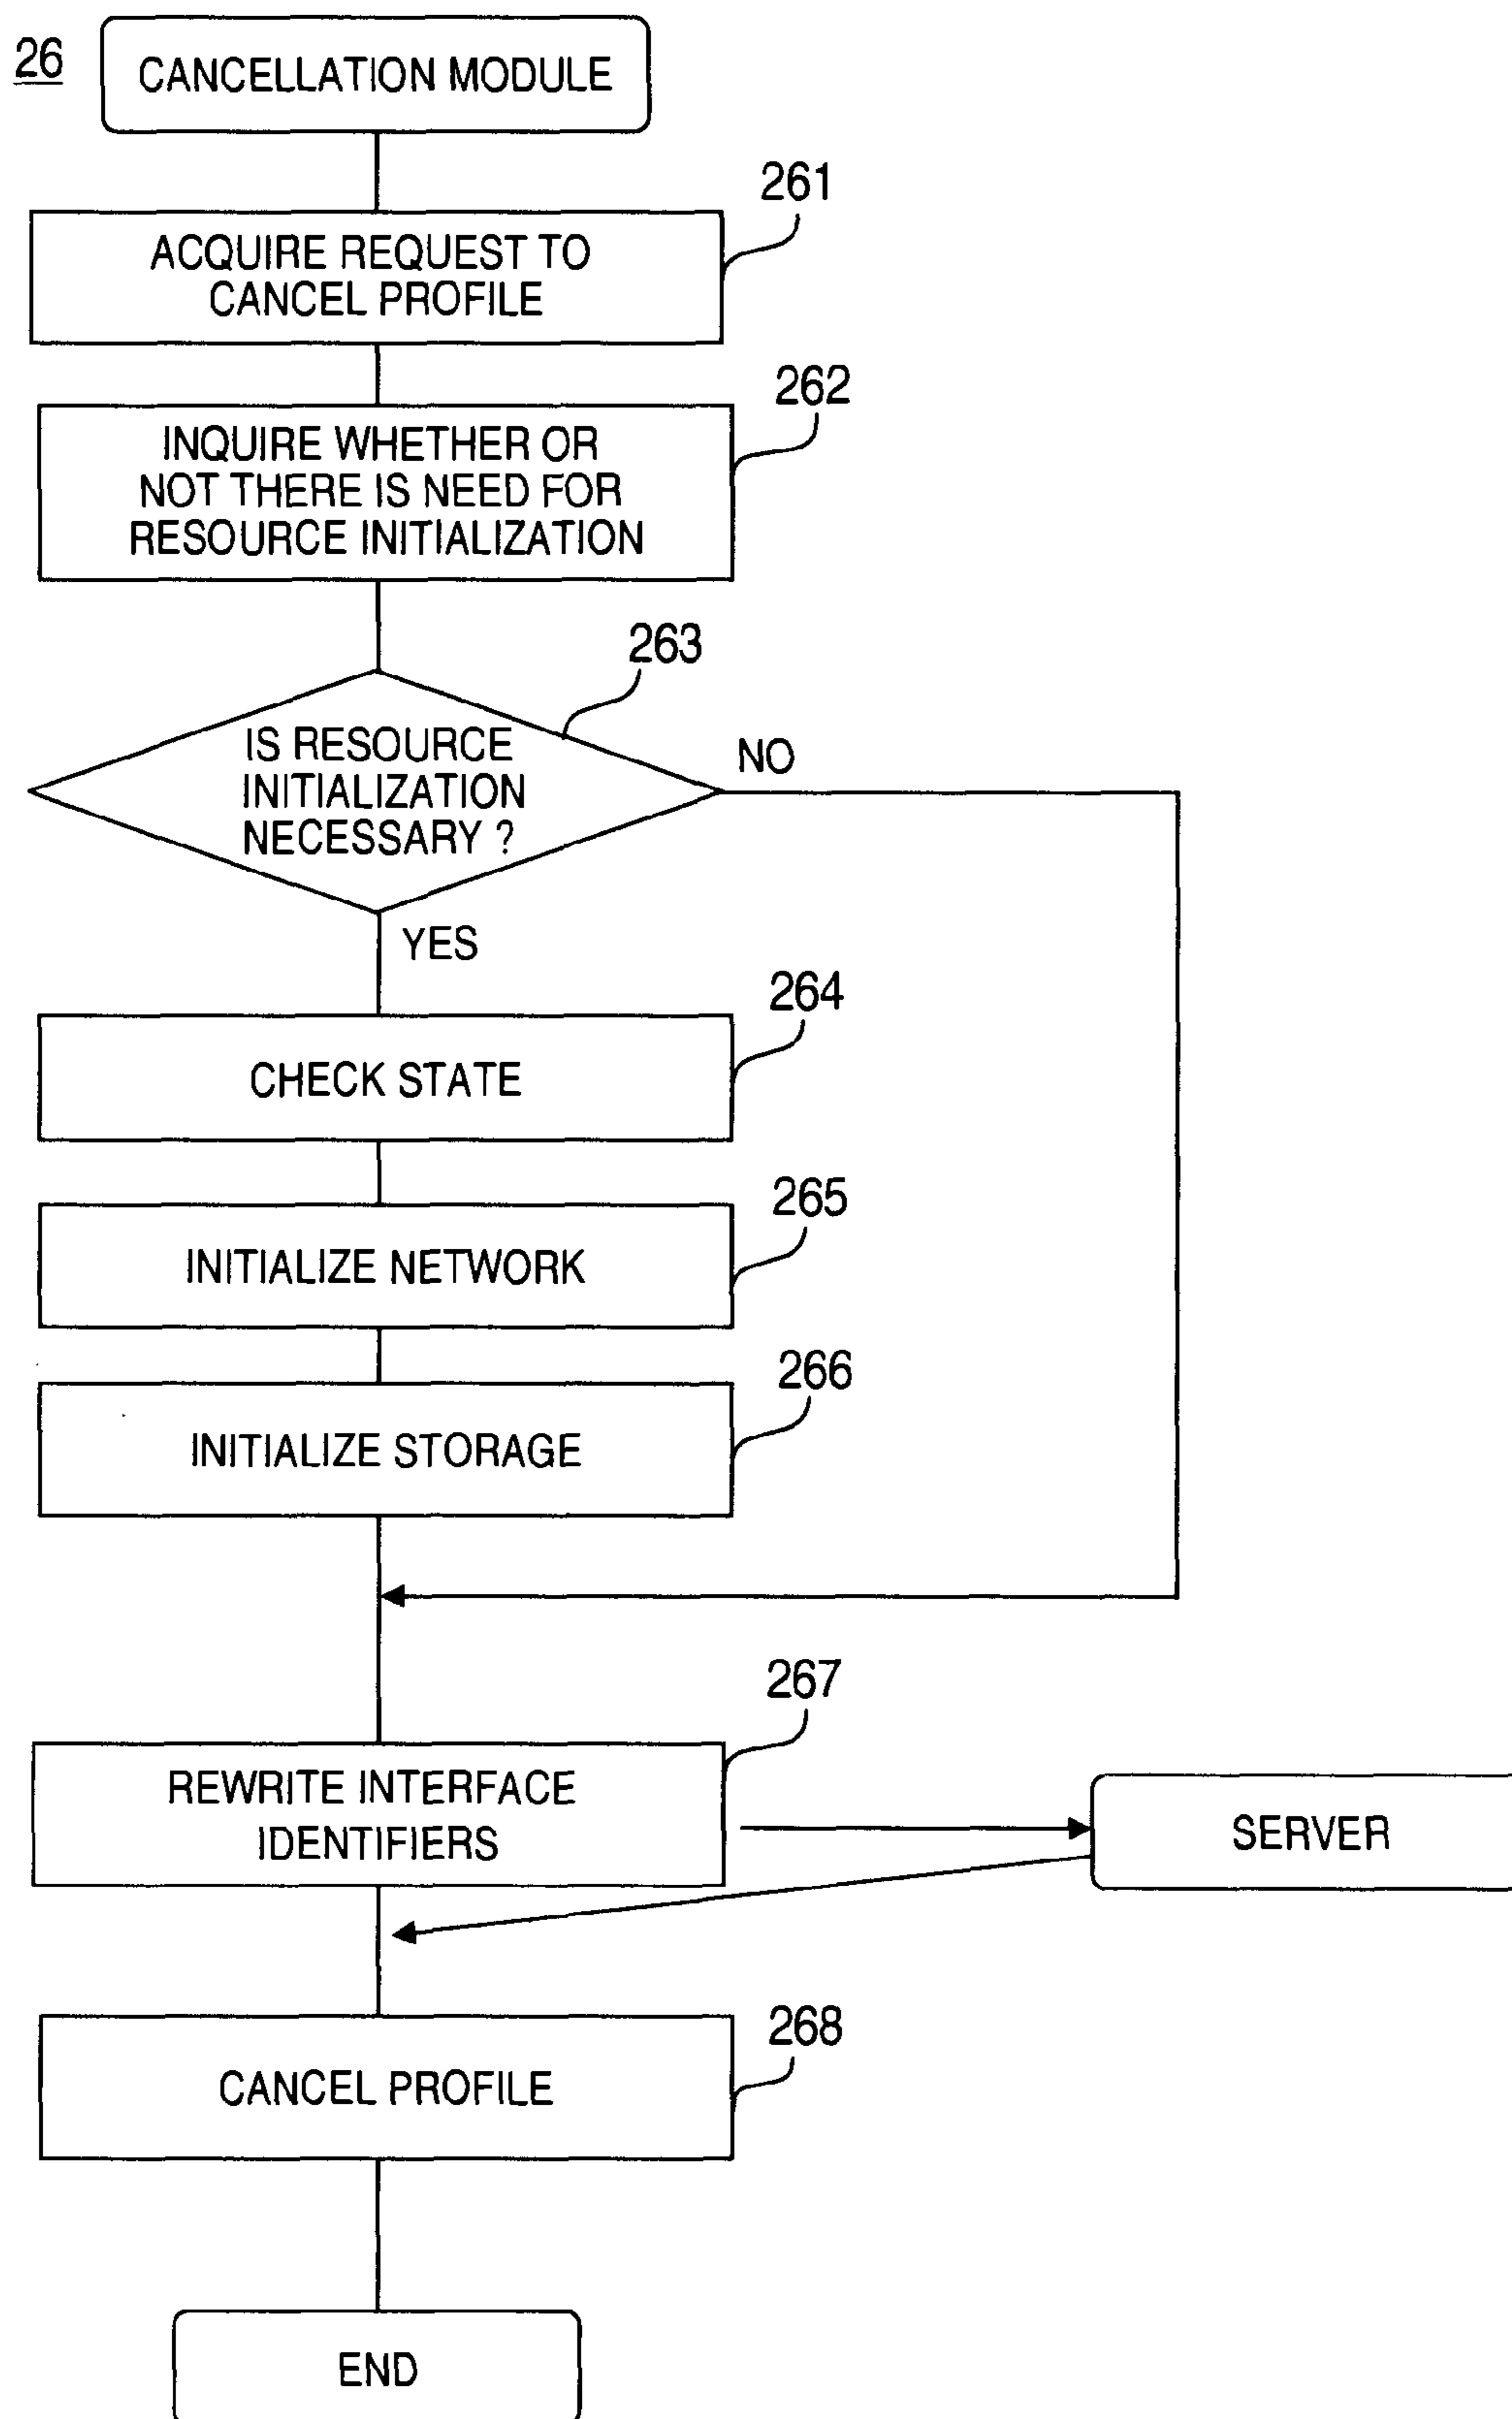 26
CANCELLATION MODULE
261
ACQUIRE REQUEST TO
CANCEL PROFILE
262
INQUIRE WHETHER OR
NOT THERE IS NEED FOR
RESOURCE INITIALIZATION
263
IS RESOURCE
INITIALIZATION
NECESSARY ?
NO
YES
264
CHECK STATE
265
INITIALIZE NETWORK
266
INITIALIZE STORAGE
267
REWRITE INTERFACE
IDENTIFIERS
SERVER
268
CANCEL PROFILE
END